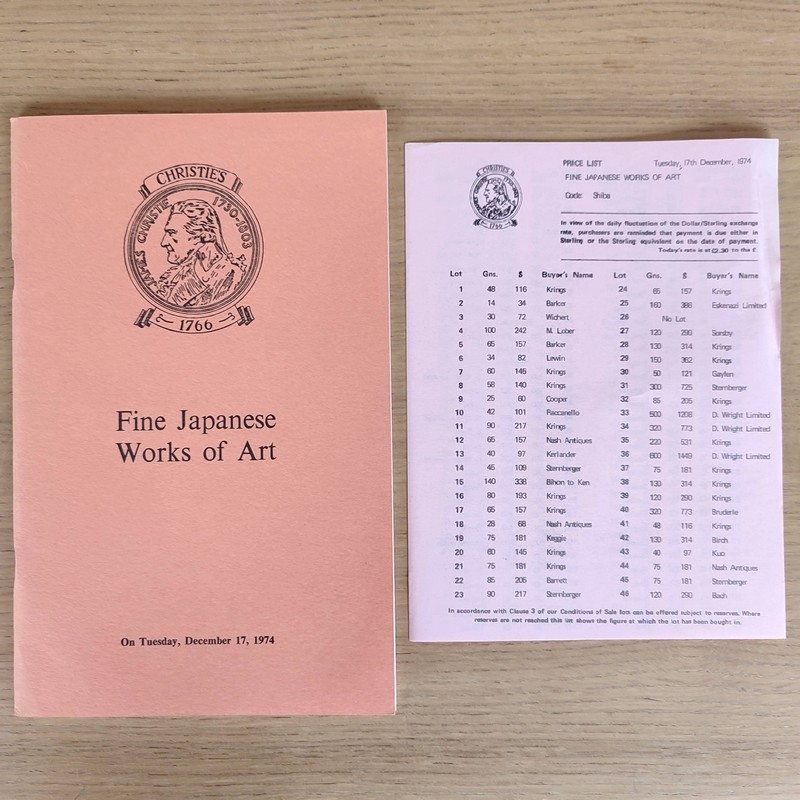 CHRISTIE'S
JAMES CHRISTIE 1730-1803
1766
Fine Japanese
Works of Art
On Tuesday, December 17, 1974
CHRISTIE'S
1766
PRICE LIST Tuesday, 17th December, 1974
FINE JAPANESE WORKS OF ART
Code: Shiba
In view of the daily fluctuation of the Dollar/Sterling exchange
rate, purchasers are reminded that payment is due either in
Sterling or the Sterling equivalent on the date of payment.
Today's rate is at $2.30 to the £.
Lot Gns. $ Buyer's Name Lot Gns. $ Buyer's Name
1 48 116 Krings 24 65 157 Krings
2 14 34 Barker 25 160 386 Eskenazi Limited
3 30 72 Wichert 26 No Lot
4 100 242 N. Lober 27 120 290
5 65 157 Barker 28 130 314 Krings
6 34 82 Lewin 29 150 362 Krings
7 60 145 Krings 30 50 121 Gaylen
8 58 140 Krings 31 300 725 Sternberger
9 25 60 Cooper 32 85 205 Krings
10 42 101 Raccanello 33 500 1208 D. Wright Limited
11 90 217 Krings 34 320 773 D. Wright Limited
12 65 157 Nash Antiques 35 220 531 Krings
13 40 97 Kerlander 36 600 1449 D. Wright Limited
14 45 109 Sternberger 37 75 181 Krings
15 140 338 Bihon to Ken 38 130 314 Krings
16 80 193 Krings 39 120 290 Krings
17 65 157 Krings 40 320 773 Bruderle
18 28 68 Nash Antiques 41 48 116 Krings
19 75 181 42 130 314 Birch
20 60 145 Krings 43 40 97 Kuo
21 75 181 Krings 44 75 181 Nash Antiques
22 85 205 Barrett 45 75 181 Sternberger
23 90 217 Sternberger 46 120 290 Bach
In accordance with Clause 3 of our Conditions of Sale lots can be offered subject to reserves. Where
reserves are not reached this list shows the figure at which the lot has been bought in.